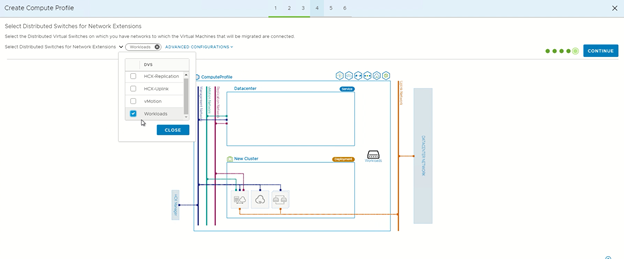 Create Compute Profile
1 2 3 4 5 6
Select Distributed Switches for Network Extensions
Select the Distributed Virtual Switches on which you have networks to which the Virtual Machines that will be migrated are connected.
Select Distributed Switches for Network Extensions
Workloads
ADVANCED CONFIGURATIONS
CONTINUE
DVS
HCX-Replication
HCX-Uplink
vMotion
Workloads
CLOSE
ComputeProfile
Datacenter
Service
New Cluster
Deployment